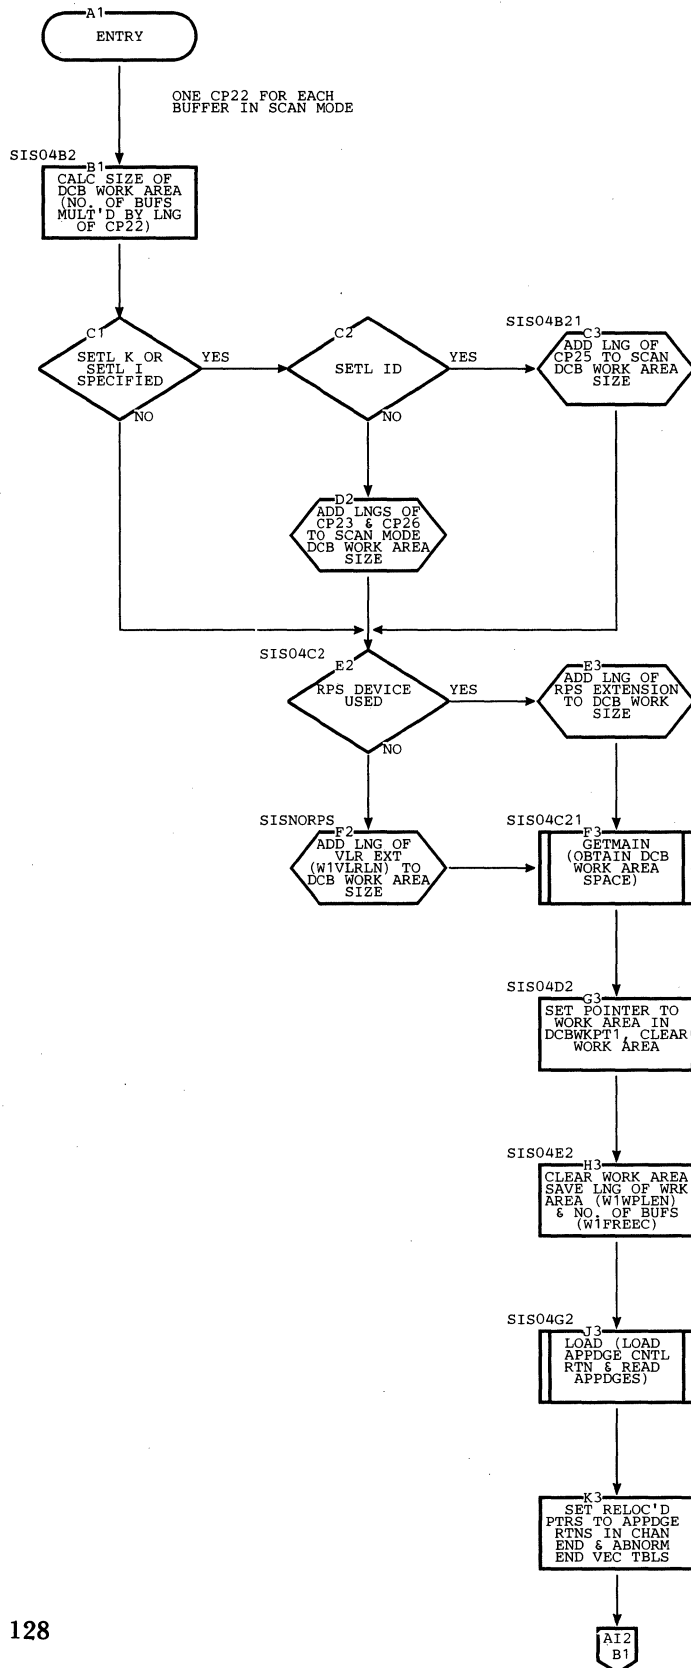 A1
ENTRY
ONE CP22 FOR EACH
BUFFER IN SCAN MODE
SIS04B2
B1
CALC SIZE OF
DCB WORK AREA
(NO. OF BUFS
MULT'D BY LNG
OF CP22)
C1
SETL K OR
SETL I
SPECIFIED
YES
NO
C2
SETL ID
YES
NO
SIS04B21
C3
ADD LNG OF
CP25 TO SCAN
DCB WORK AREA
SIZE
D2
ADD LNGS OF
CP23 & CP26
TO SCAN MODE
DCB WORK AREA
SIZE
SIS04C2
E2
RPS DEVICE
USED
YES
NO
E3
ADD LNG OF
RPS EXTENSION
TO DCB WORK
SIZE
SISNORPS
F2
ADD LNG OF
VLR EXT
(W1VLRLN) TO
DCB WORK AREA
SIZE
SIS04C21
F3
GETMAIN
(OBTAIN DCB
WORK AREA
SPACE)
SIS04D2
G3
SET POINTER TO
WORK AREA IN
DCBWKPT1, CLEAR
WORK AREA
SIS04E2
H3
CLEAR WORK AREA
SAVE LNG OF WRK
AREA (W1WPLEN)
& NO. OF BUFS
(W1FREEC)
SIS04G2
J3
LOAD (LOAD
APPDGE CNTL
RTN & READ
APPDGES)
K3
SET RELOC'D
PTRS TO APPDGE
RTNS IN CHAN
END & ABNORM
END VEC TBLS
AI2
B1
128